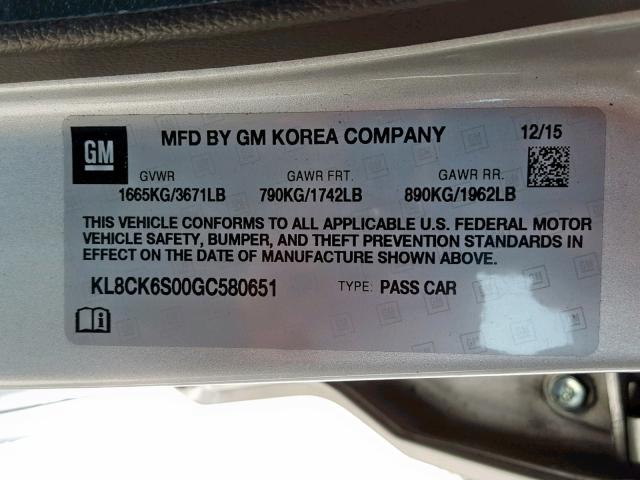 GM MFD BY GM KOREA COMPANY 12/15
GVWR GAWR FRT. GAWR RR.
1665KG/3671LB 790KG/1742LB 890KG/1962LB
THIS VEHICLE CONFORMS TO ALL APPLICABLE U.S. FEDERAL MOTOR
VEHICLE SAFETY, BUMPER, AND THEFT PREVENTION STANDARDS IN
EFFECT ON THE DATE OF MANUFACTURE SHOWN ABOVE.
KL8CK6S00GC580651 TYPE: PASS CAR